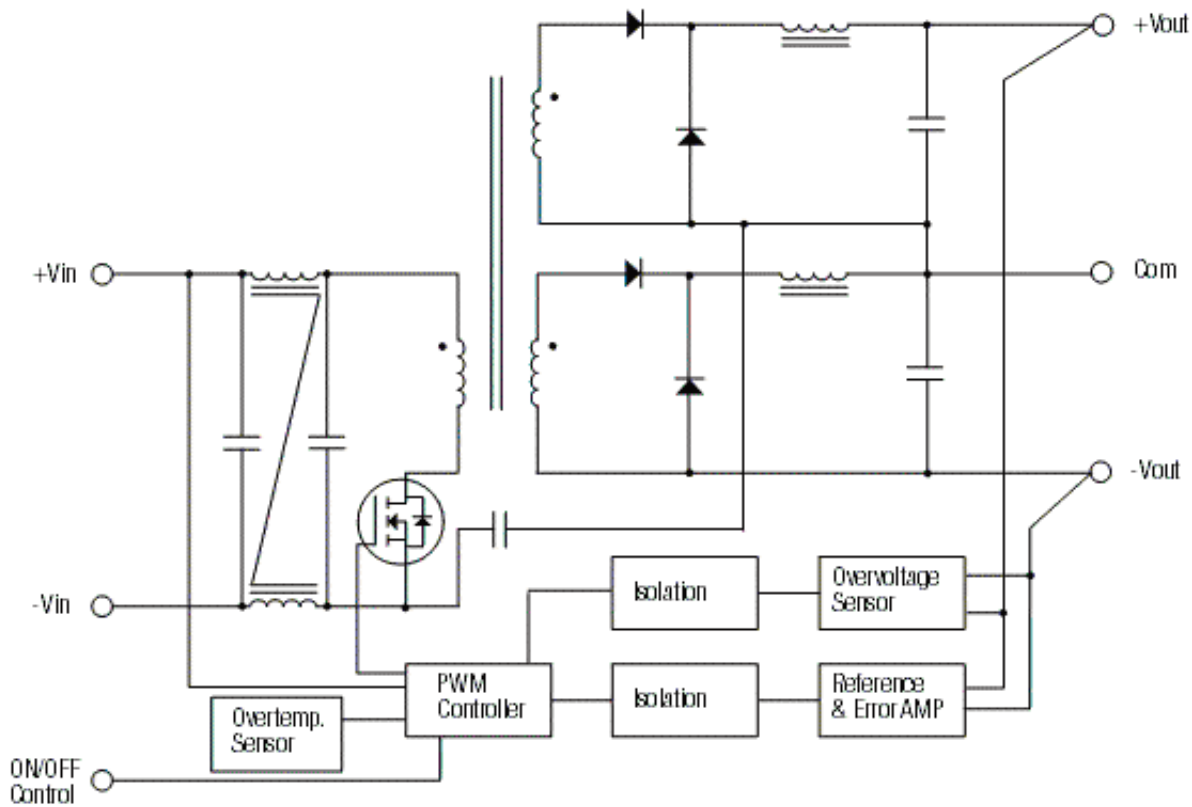 +Vout
+Vin
Com
-Vout
-Vin
Isolation
Overvoltage
Sensor
PWM
Controller
Isolation
Reference
& Error AMP
Overtemp.
Sensor
ON/OFF
Control